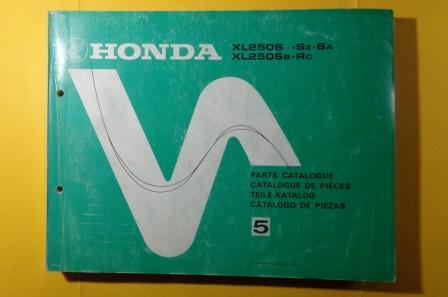 HONDA
XL250S •SZ•SA
XL250SB•RC
PARTS CATALOGUE
CATALOGUE DE PIECES
TEILE-KATALOG
CATALOGO DE PIEZAS
5